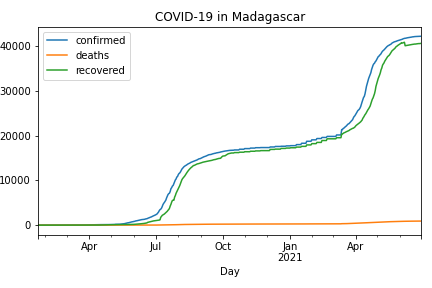 COVID-19 in Madagascar
confirmed
deaths
recovered
40000
30000
20000
10000
0
Apr Jul Oct Jan Apr
2021
Day